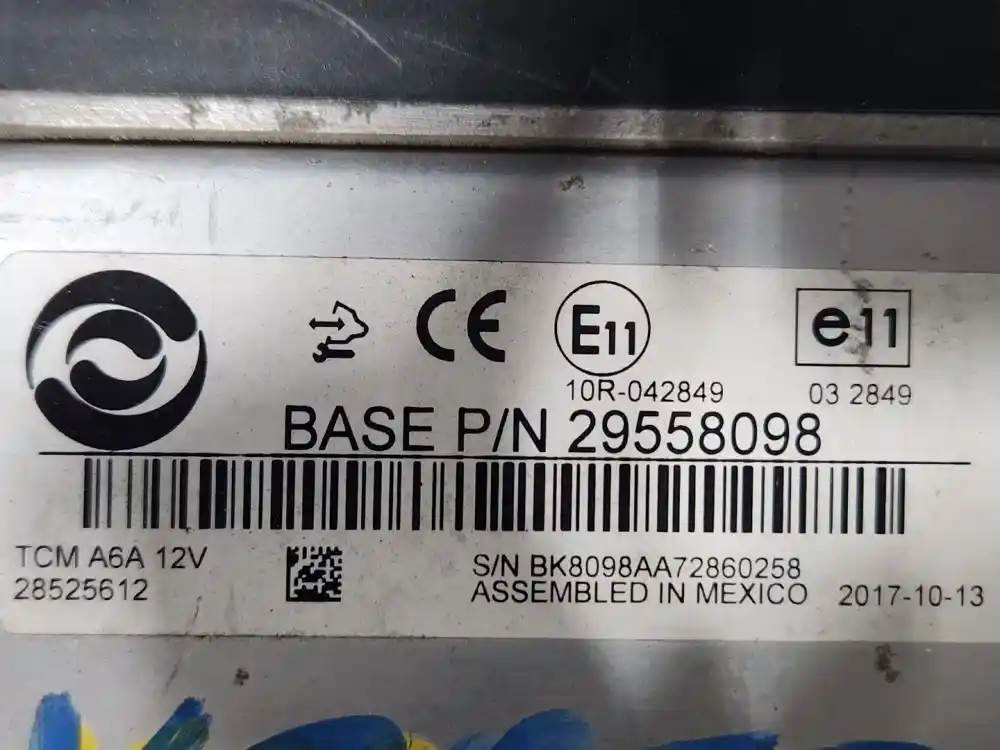 CE E11 e11
10R-042849 03 2849
BASE P/N 29558098
TCM A6A 12V
28525612
S/N BK8098AA72860258
ASSEMBLED IN MEXICO 2017-10-13